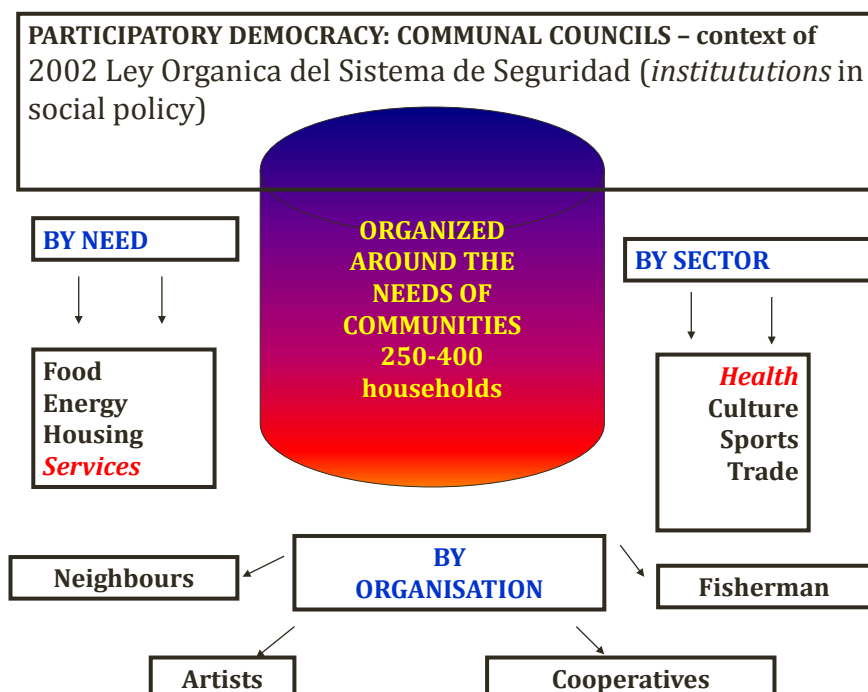 PARTICIPATORY DEMOCRACY: COMMUNAL COUNCILS – context of
2002 Ley Organica del Sistema de Seguridad (institututions in
social policy)
BY NEED
ORGANIZED
AROUND THE
NEEDS OF
COMMUNITIES
250-400
households
BY SECTOR
Food
Energy
Housing
Services
Health
Culture
Sports
Trade
BY
ORGANISATION
Neighbours
Fisherman
Artists
Cooperatives